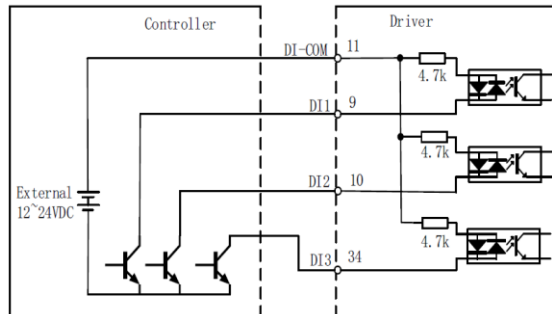 Controller
Driver
DI-COM 11
4.7k
DI1 9
4.7k
DI2 10
External
12~24VDC
4.7k
DI3 34